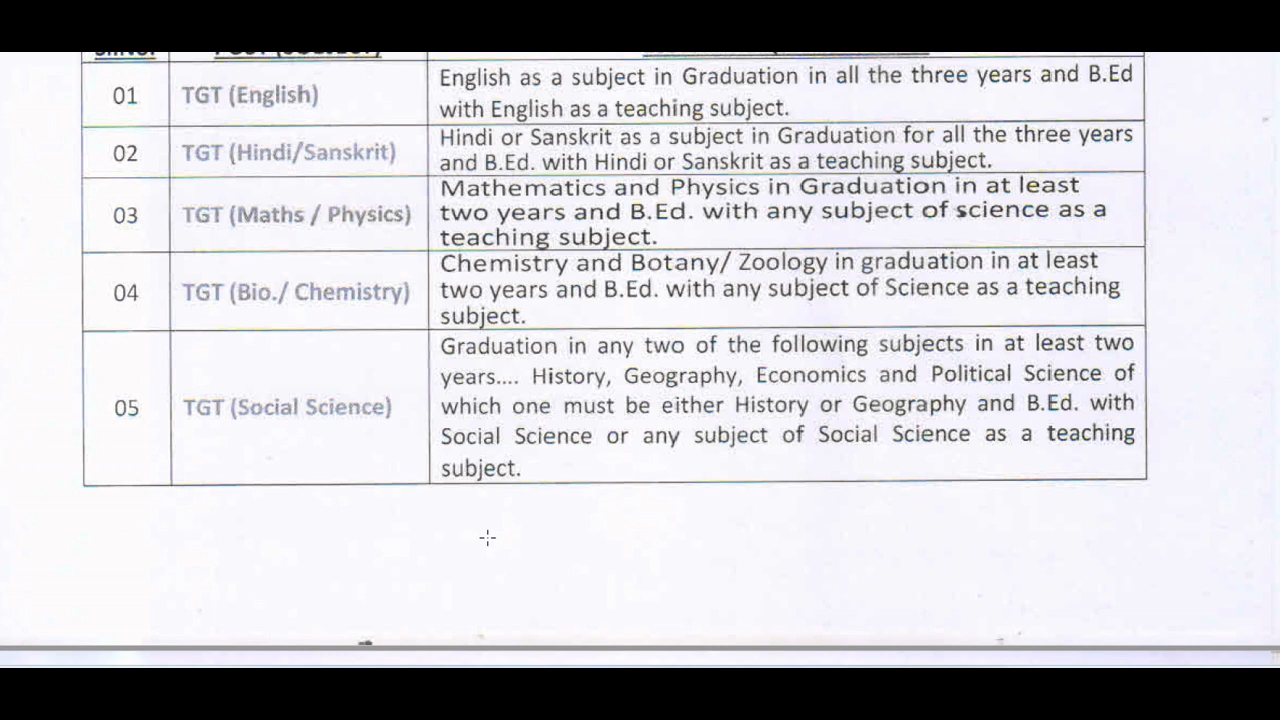 01 TGT (English) English as a subject in Graduation in all the three years and B.Ed
with English as a teaching subject.
02 TGT (Hindi/Sanskrit) Hindi or Sanskrit as a subject in Graduation for all the three years
and B.Ed. with Hindi or Sanskrit as a teaching subject.
03 TGT (Maths / Physics) Mathematics and Physics in Graduation in at least
two years and B.Ed. with any subject of science as a
teaching subject.
04 TGT (Bio./ Chemistry) Chemistry and Botany/ Zoology in graduation in at least
two years and B.Ed. with any subject of Science as a teaching
subject.
05 TGT (Social Science) Graduation in any two of the following subjects in at least two
years.... History, Geography, Economics and Political Science of
which one must be either History or Geography and B.Ed. with
Social Science or any subject of Social Science as a teaching
subject.